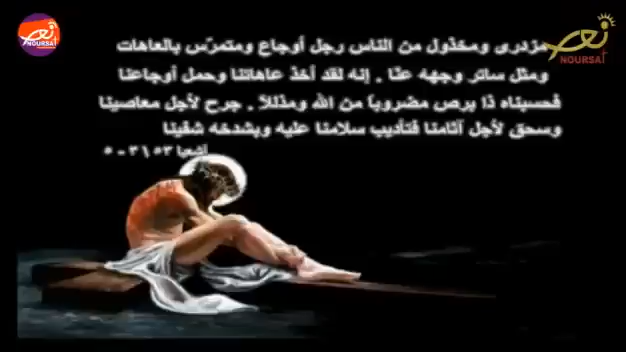 مزدرى ومخذول من الناس رجل أوجاع ومتمرّس بالعاهات
ومثل ساتر وجهه عنّا . إنه لقد أخذ عاهاتنا وحمل أوجاعنا
فحسبناه ذا برص مضروباً من الله ومذللاً . جرح لأجل معاصينا
وسحق لأجل آثامنا فتأديب سلامنا عليه وبشدخه شفينا
أشعيا ٥٣\ ٣ - ٥
NOURSAT
NOURSAT